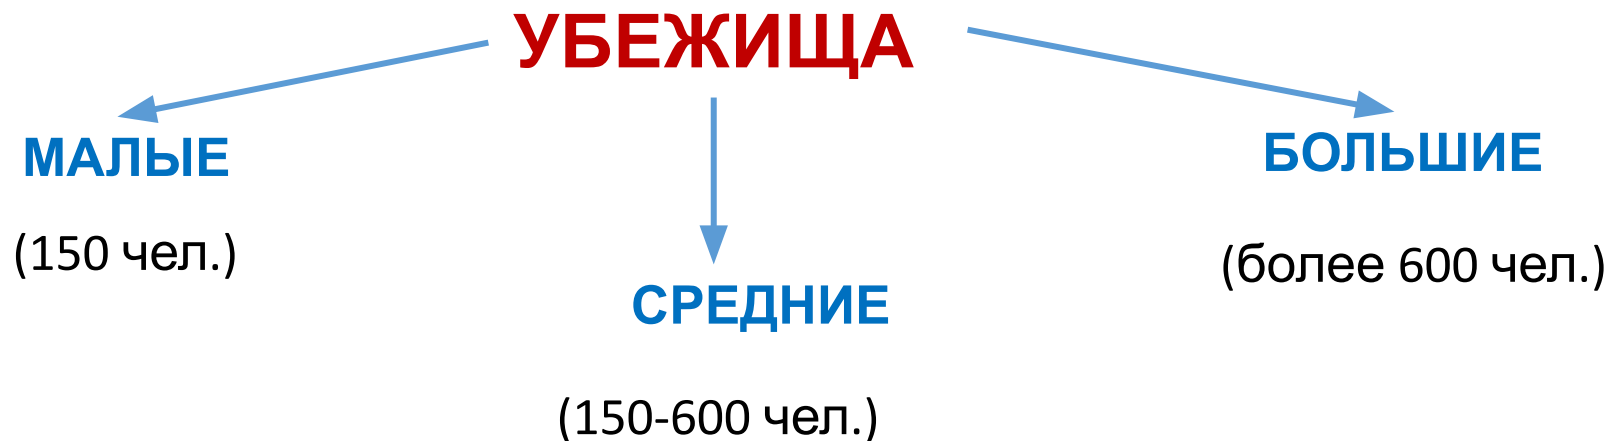 УБЕЖИЩА
МАЛЫЕ
(150 чел.)
СРЕДНИЕ
(150-600 чел.)
БОЛЬШИЕ
(более 600 чел.)